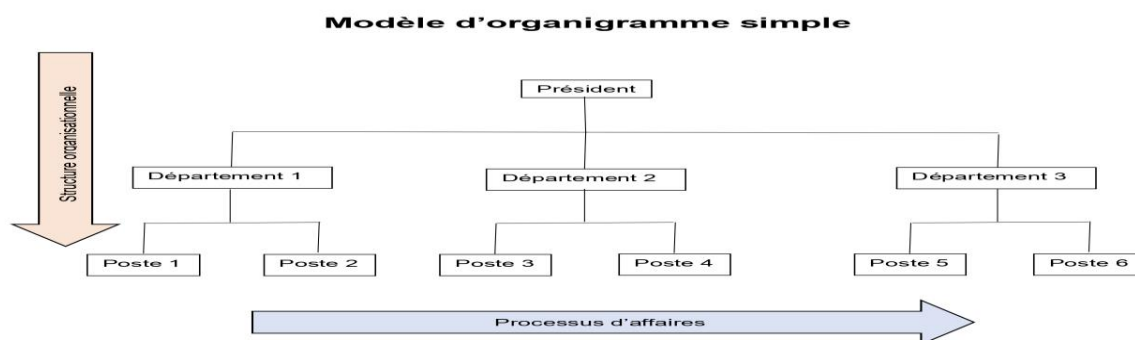 Modèle d'organigramme simple
Structure organisationnelle
Président
Département 1
Département 2
Département 3
Poste 1
Poste 2
Poste 3
Poste 4
Poste 5
Poste 6
Processus d'affaires